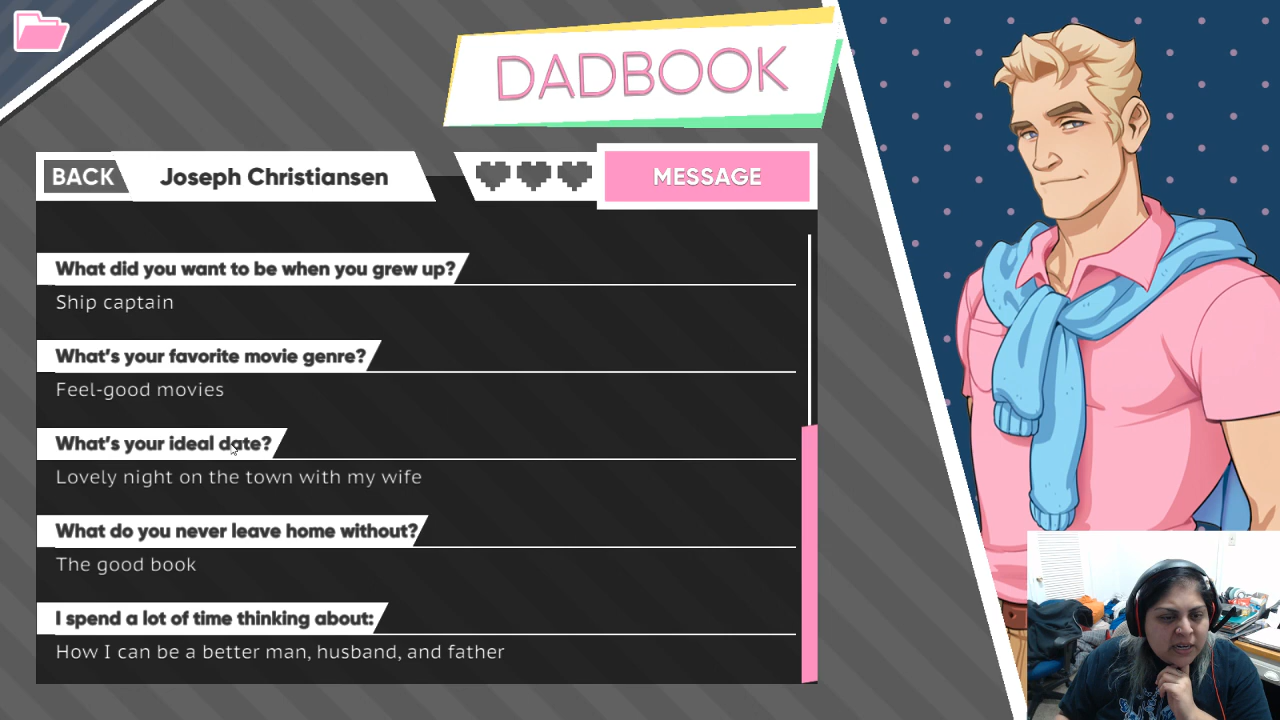 DADBOOK
BACK
Joseph Christiansen
MESSAGE
What did you want to be when you grew up?
Ship captain
What's your favorite movie genre?
Feel-good movies
What's your ideal date?
Lovely night on the town with my wife
What do you never leave home without?
The good book
I spend a lot of time thinking about:
How I can be a better man, husband, and father